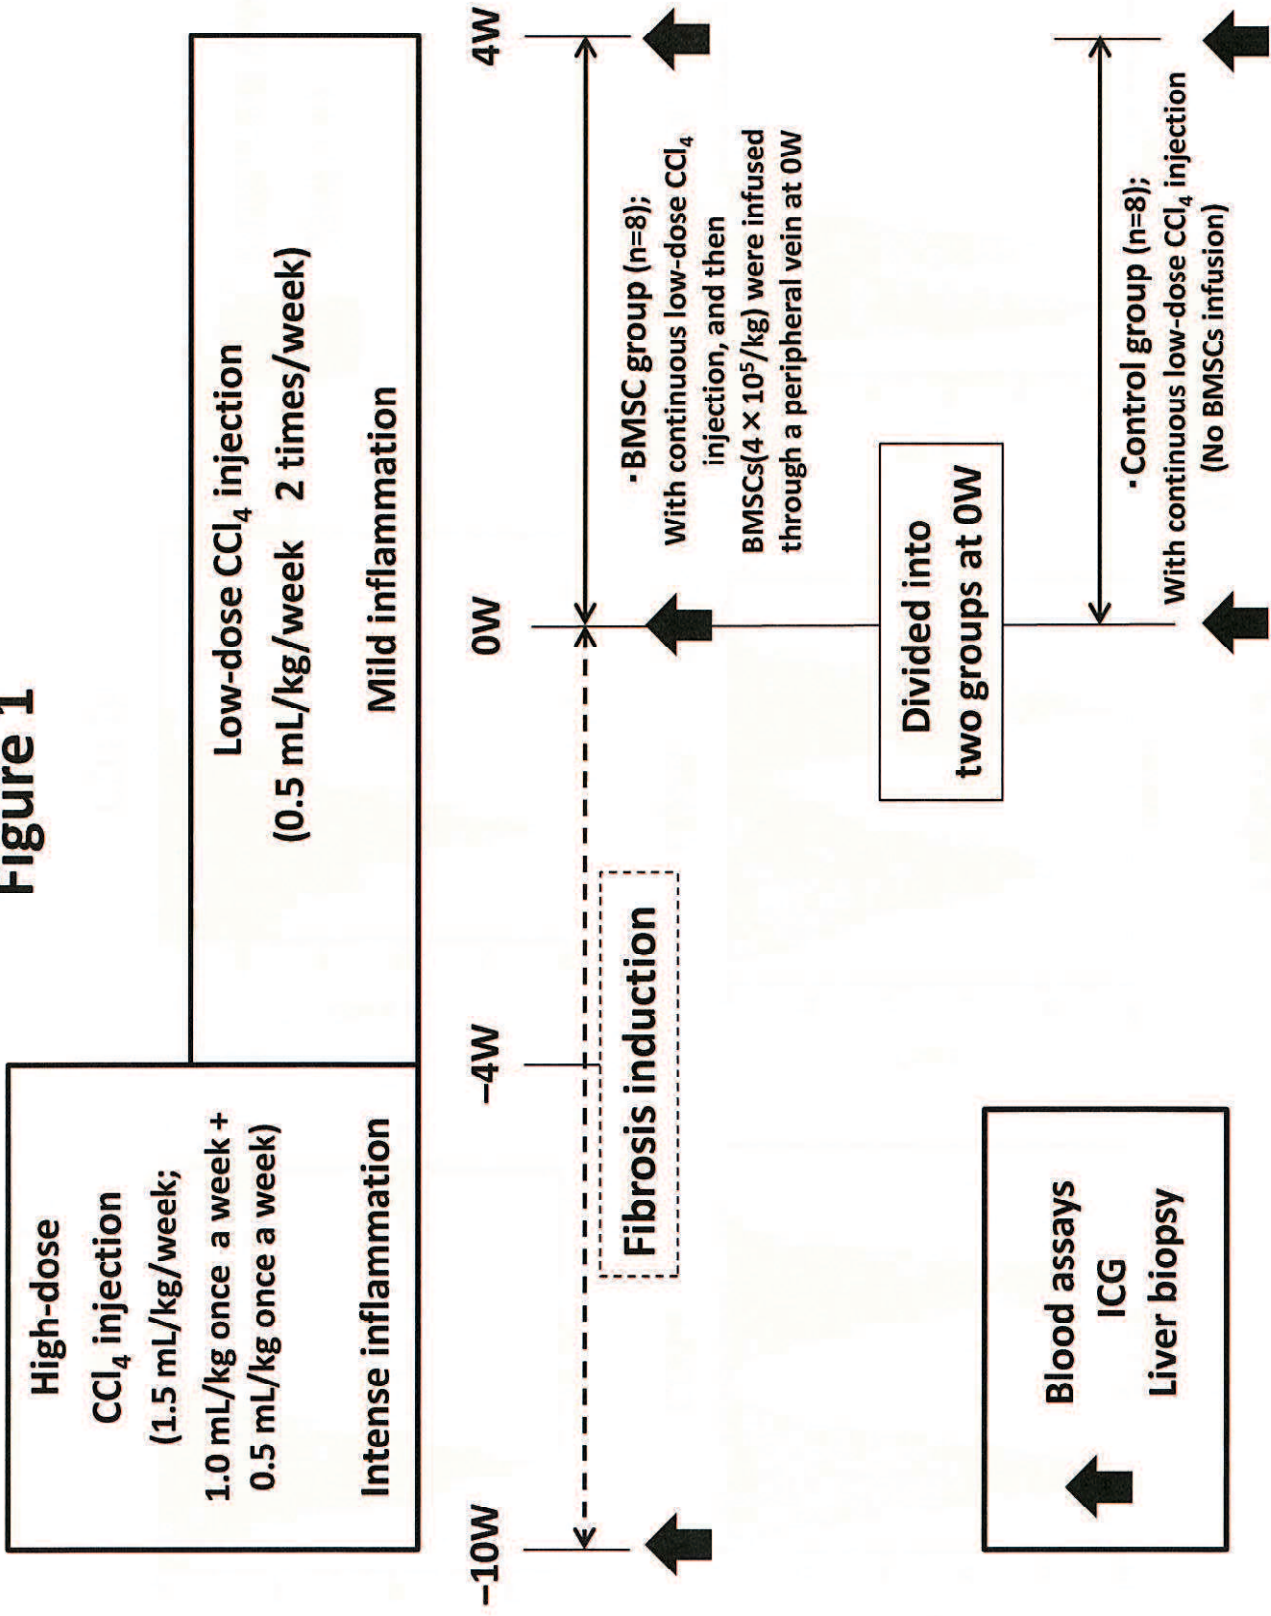 Figure 1
High-dose
CCl₄ injection
(1.5 mL/kg/week;
1.0 mL/kg once a week +
0.5 mL/kg once a week)
Intense inflammation
Low-dose CCl₄ injection
(0.5 mL/kg/week 2 times/week)
Mild inflammation
–10W
–4W
0W
4W
Fibrosis induction
・BMSC group (n=8);
With continuous low-dose CCl₄
injection, and then
BMSCs(4 × 10⁵/kg) were infused
through a peripheral vein at 0W
Divided into
two groups at 0W
・Control group (n=8);
With continuous low-dose CCl₄ injection
(No BMSCs infusion)
Blood assays
ICG
Liver biopsy